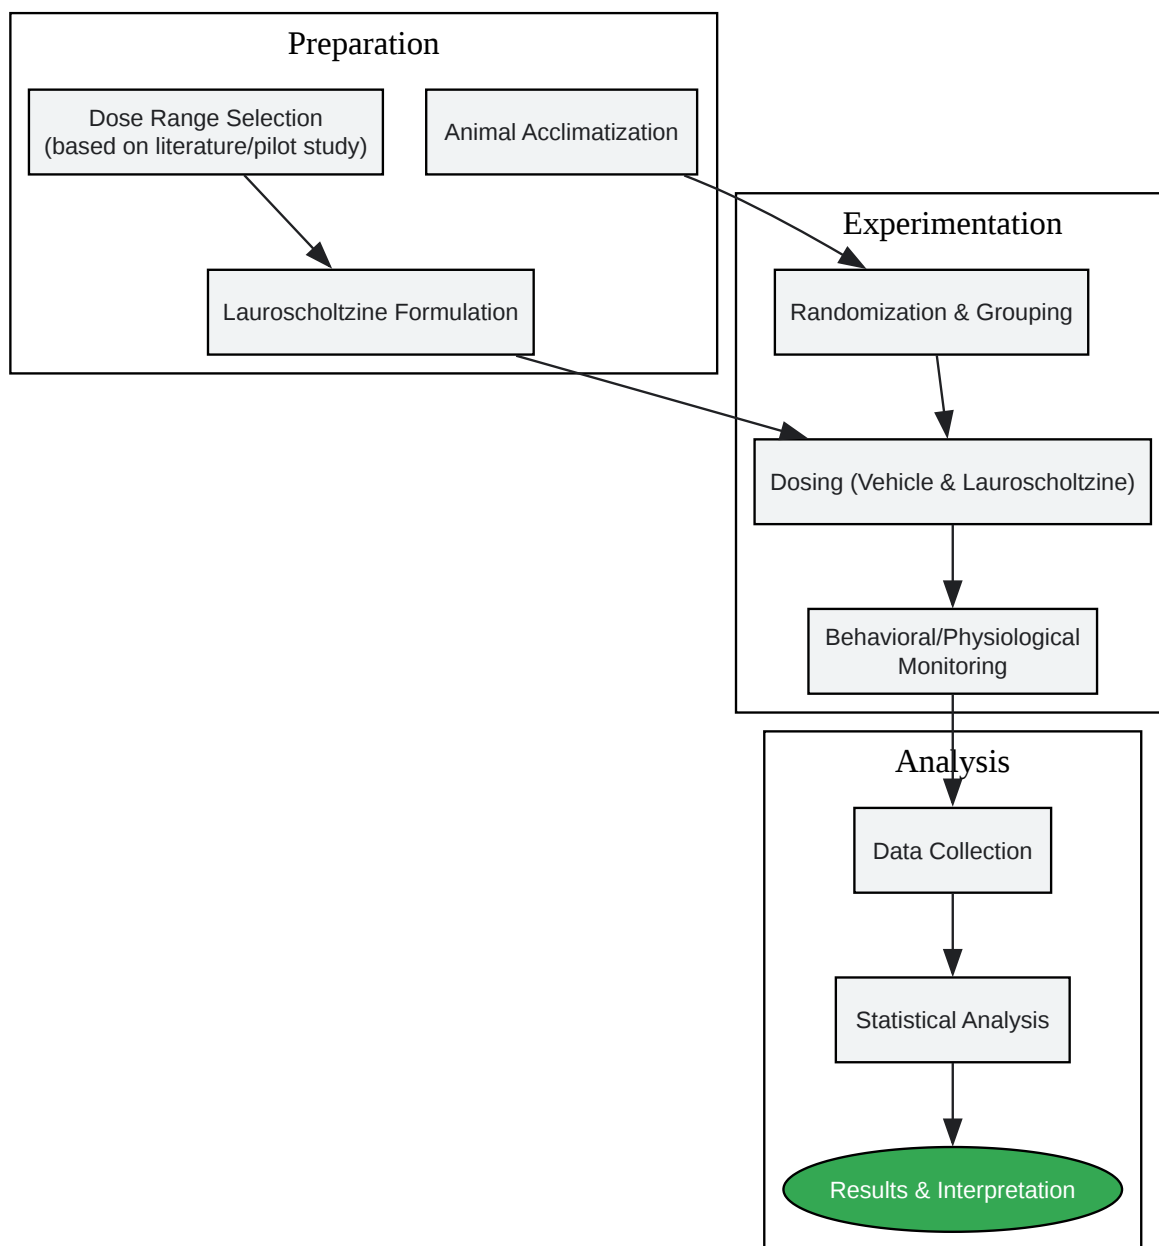 Preparation
Dose Range Selection
(based on literature/pilot study)
Animal Acclimatization
Lauroscholtzine Formulation
Experimentation
Randomization & Grouping
Dosing (Vehicle & Lauroscholtzine)
Behavioral/Physiological
Monitoring
Analysis
Data Collection
Statistical Analysis
Results & Interpretation